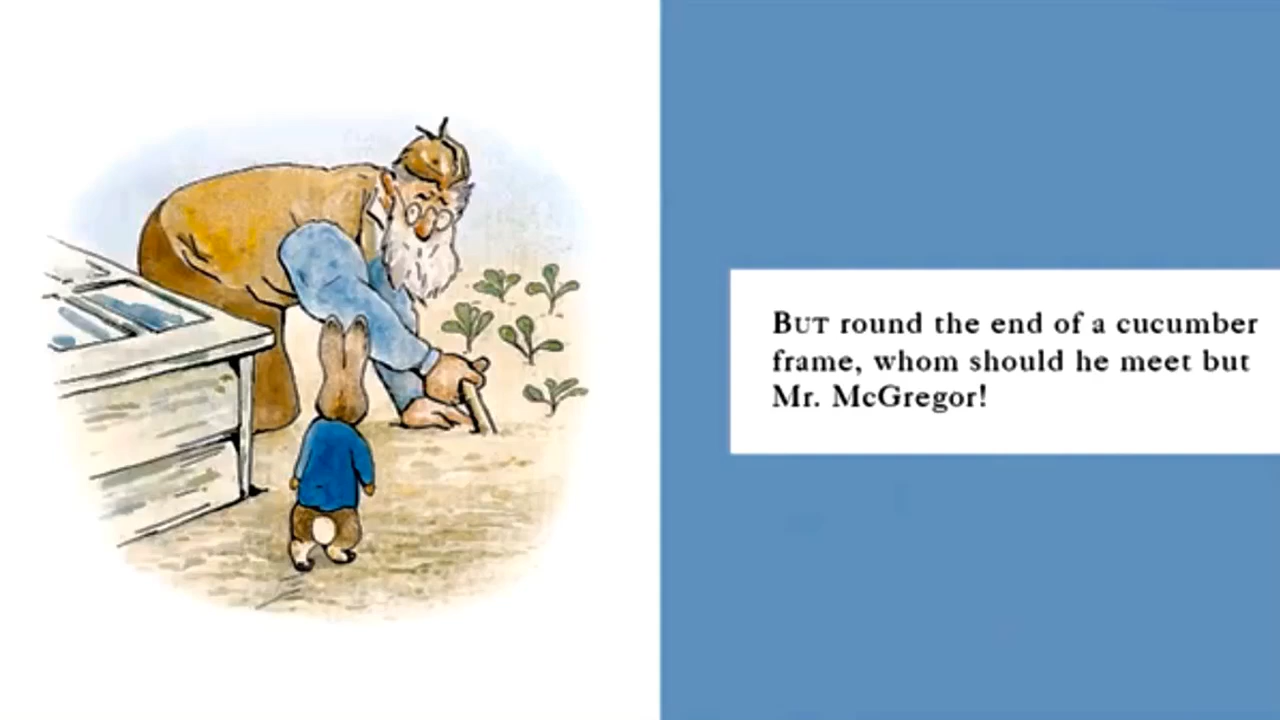 BUT round the end of a cucumber
frame, whom should he meet but
Mr. McGregor!